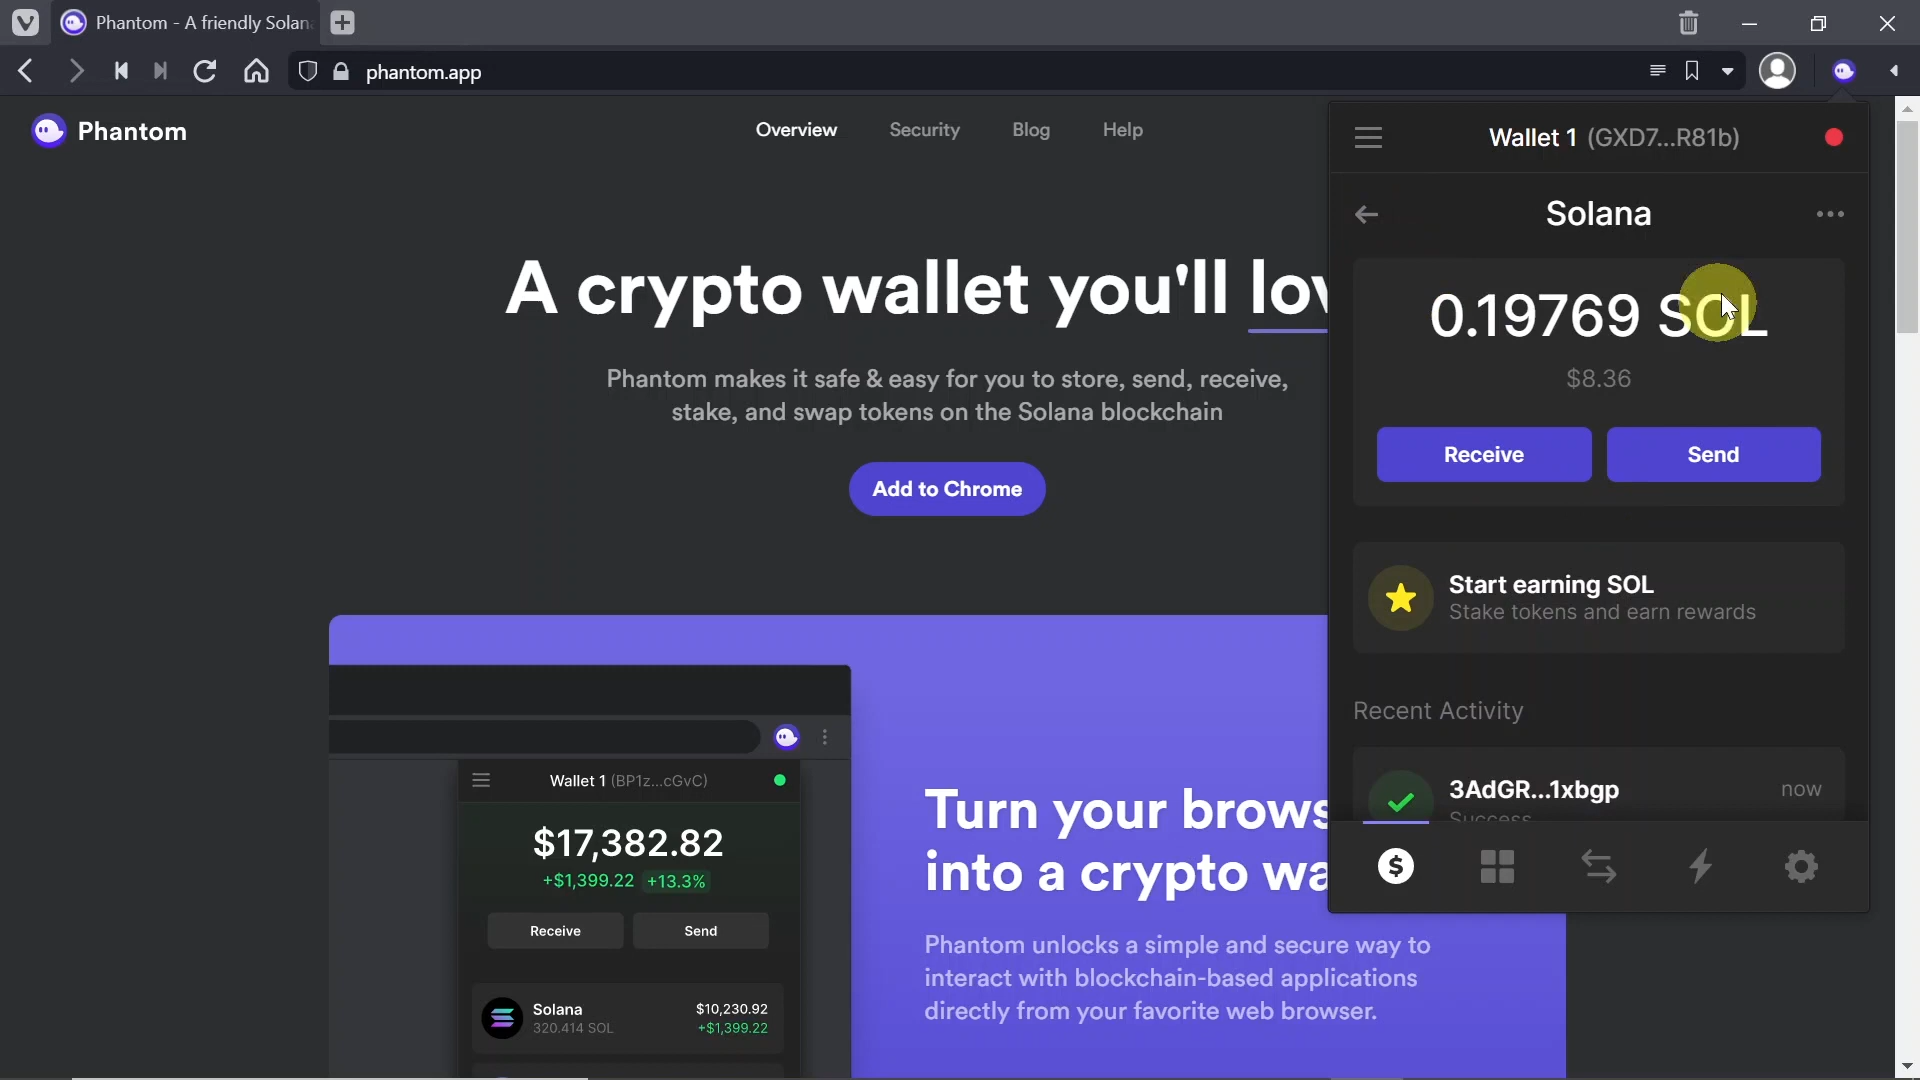 Phantom - A friendly Solan
phantom.app
Phantom
Overview
Security
Blog
Help
A crypto wallet you'll lov
Phantom makes it safe & easy for you to store, send, receive,
stake, and swap tokens on the Solana blockchain
Add to Chrome
Wallet 1 (BP1z...cGvC)
$17,382.82
+$1,399.22 +13.3%
Receive
Send
Solana
$10,230.92
320.414 SOL
+$1,399.22
Turn your brows
into a crypto wa
Phantom unlocks a simple and secure way to
interact with blockchain-based applications
directly from your favorite web browser.
Wallet 1 (GXD7...R81b)
Solana
0.19769 SOL
$8.36
Receive
Send
Start earning SOL
Stake tokens and earn rewards
Recent Activity
3AdGR...1xbgp
now
Success